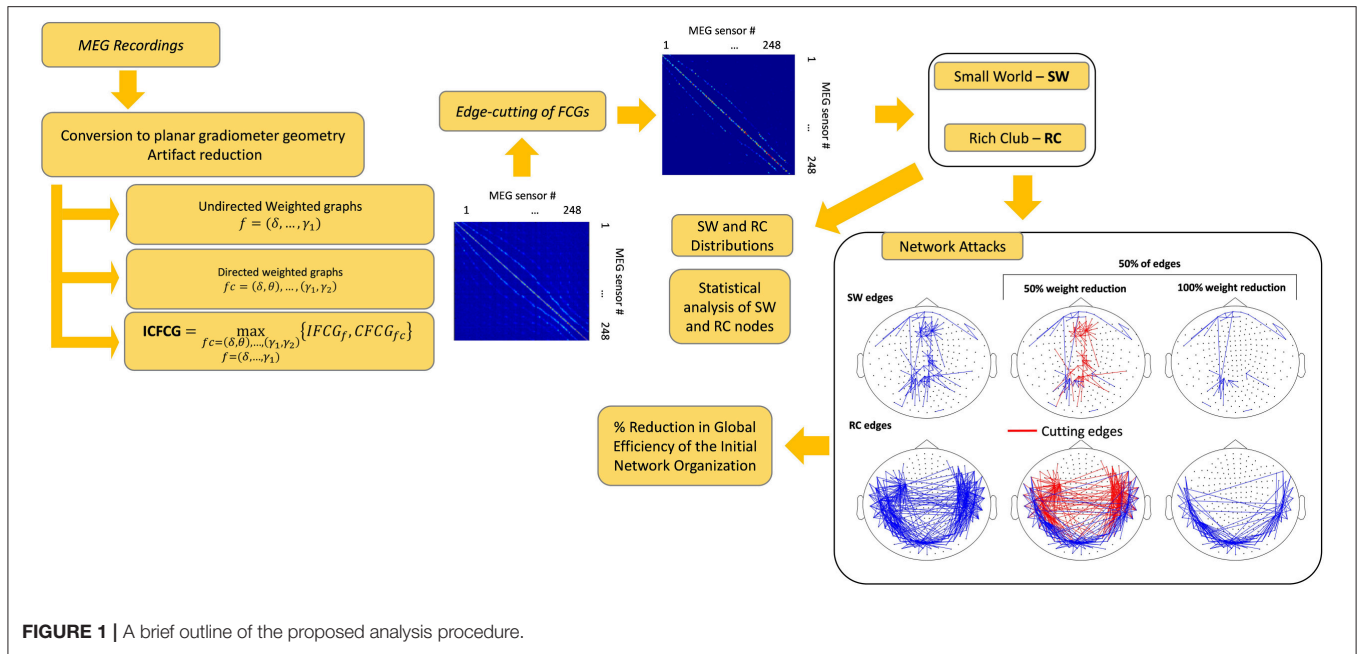 MEG Recordings
Conversion to planar gradiometer geometry
Artifact reduction
Undirected Weighted graphs
f = (δ, ..., γ₁)
Directed weighted graphs
fc = (δ, θ), ..., (γ₁, γ₂)
ICFCG = max {IFCG_f, CFCG_fc}
fc=(δ,θ),...,(γ₁,γ₂)
f=(δ,...,γ₁)
Edge-cutting of FCGs
MEG sensor #
1 ... 248
MEG sensor #
1 ... 248
MEG sensor #
1 ... 248
MEG sensor #
1 ... 248
Small World – SW
Rich Club – RC
SW and RC
Distributions
Statistical
analysis of SW
and RC nodes
Network Attacks
50% of edges
50% weight reduction
100% weight reduction
SW edges
RC edges
Cutting edges
% Reduction in Global
Efficiency of the Initial
Network Organization
FIGURE 1 | A brief outline of the proposed analysis procedure.